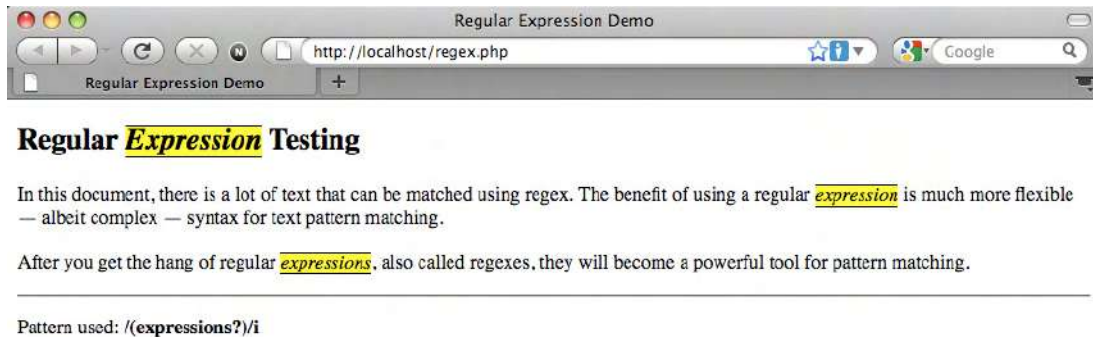 Regular Expression Demo
http://localhost/regex.php
Google
Regular Expression Demo
+
Regular Expression Testing
In this document, there is a lot of text that can be matched using regex. The benefit of using a regular expression is much more flexible
— albeit complex — syntax for text pattern matching.
After you get the hang of regular expressions, also called regexes, they will become a powerful tool for pattern matching.
Pattern used: /(expressions?)/i